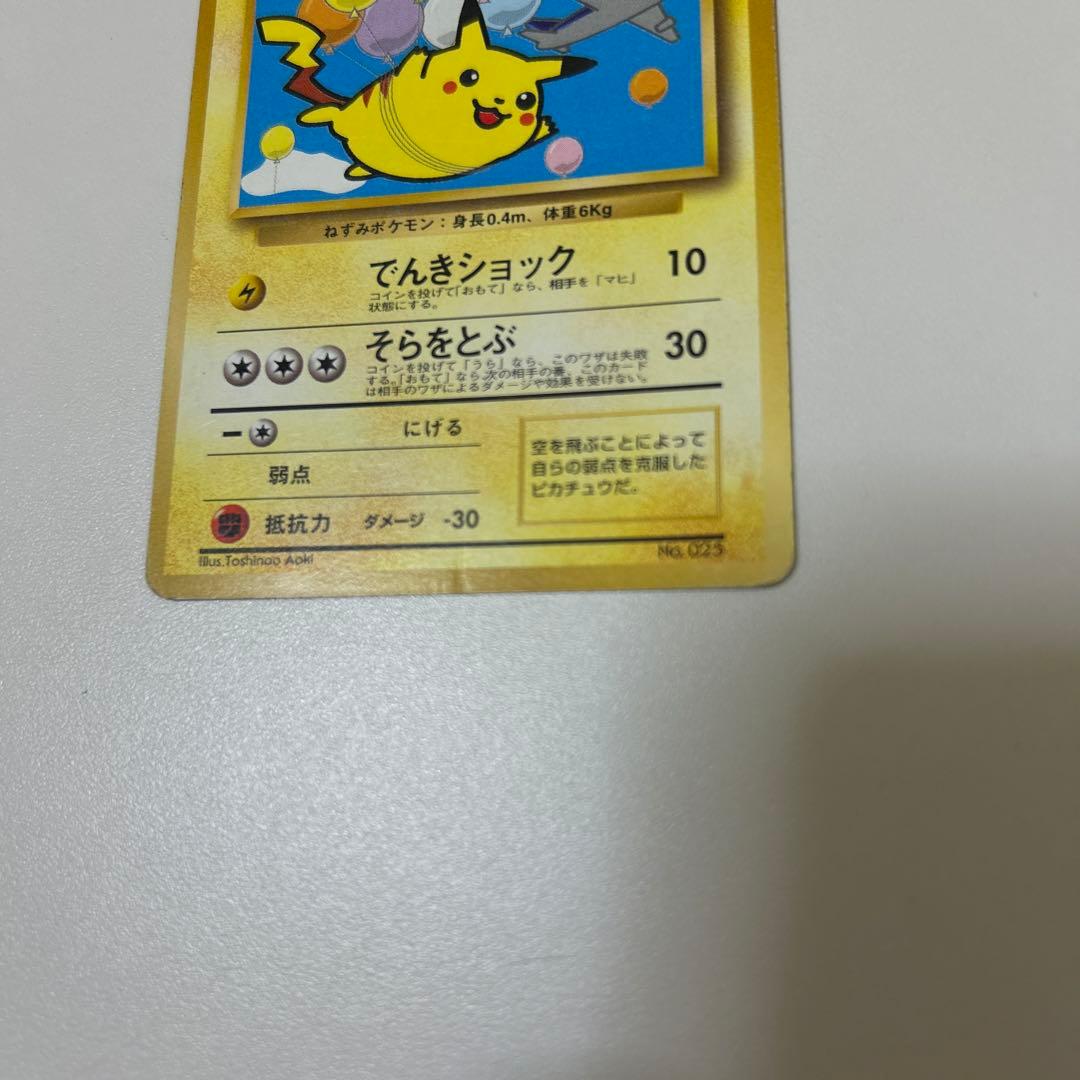 ねずみポケモン：身長0.4m、体重6Kg
でんきショック 10
コインを投げて「おもて」なら、相手を「マヒ」
状態にする。
そらをとぶ 30
コインを投げて「うら」なら、このワザは失敗
する。「おもて」なら、次の相手の番、このカード
は相手のワザによるダメージや効果を受けない。
にげる
弱点
抵抗力 ダメージ -30
空を飛ぶことによって
自らの弱点を克服した
ピカチュウだ。
Illus.Toshinao Aoki
No. 025